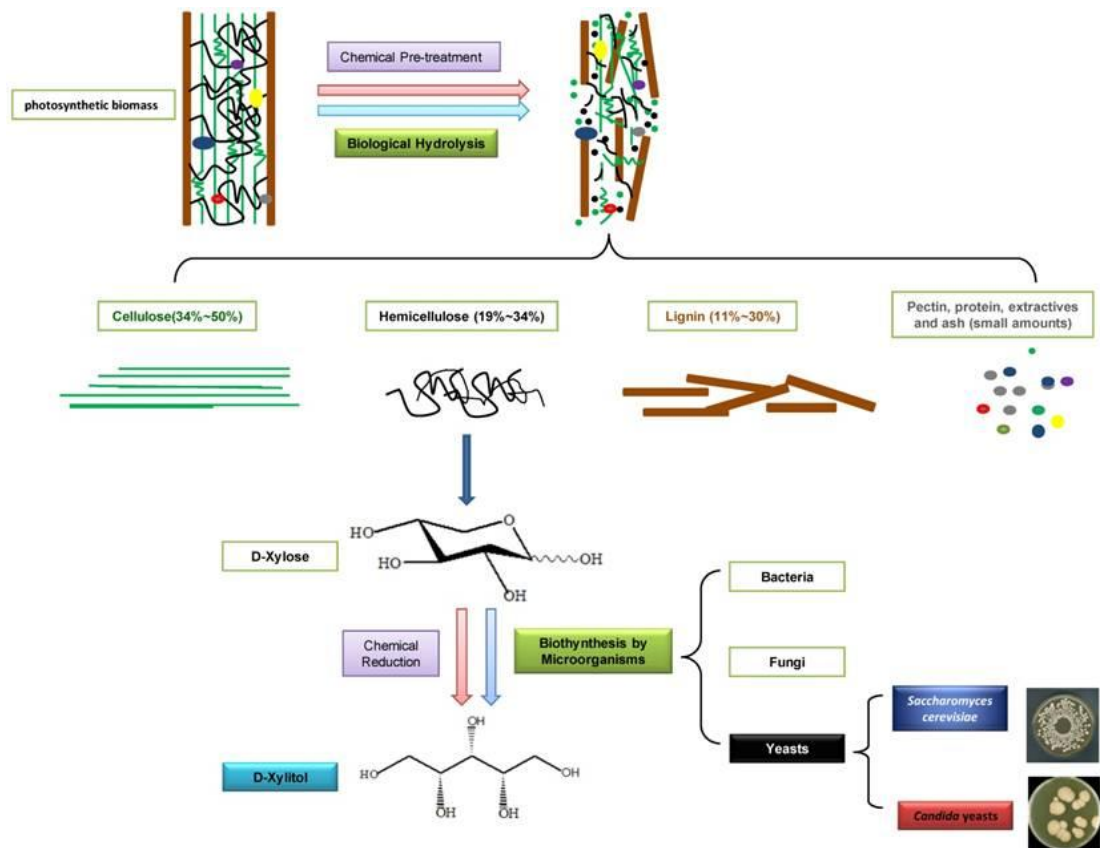 Chemical Pre-treatment
photosynthetic biomass
Biological Hydrolysis
Cellulose(34%~50%)
Hemicellulose (19%~34%)
Lignin (11%~30%)
Pectin, protein, extractives
and ash (small amounts)
O
HO
HO
OH
OH
D-Xylose
Bacteria
Chemical
Reduction
Biothynthesis by
Microorganisms
Fungi
Saccharomyces
cerevisiae
Yeasts
OH
HO
OH
OH
OH
D-Xylitol
Candida yeasts